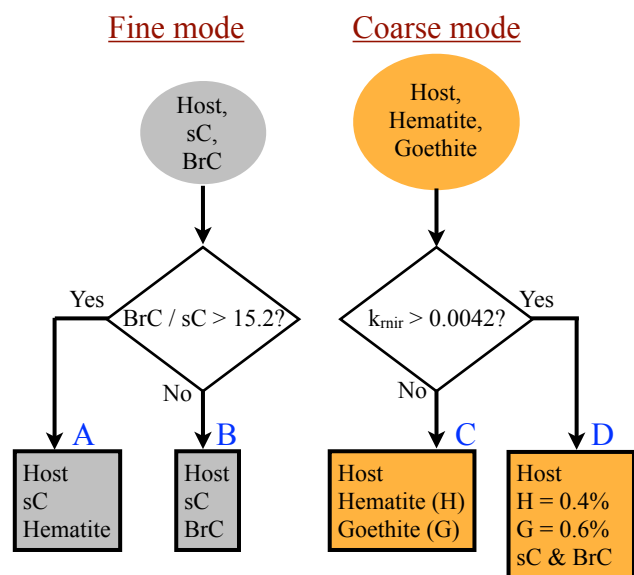 Fine mode
Coarse mode
Host,
sC,
BrC
Host,
Hematite,
Goethite
Yes
BrC / sC > 15.2?
No
k_rnir > 0.0042?
Yes
No
A
B
C
D
Host
sC
Hematite
Host
sC
BrC
Host
Hematite (H)
Goethite (G)
Host
H = 0.4%
G = 0.6%
sC & BrC